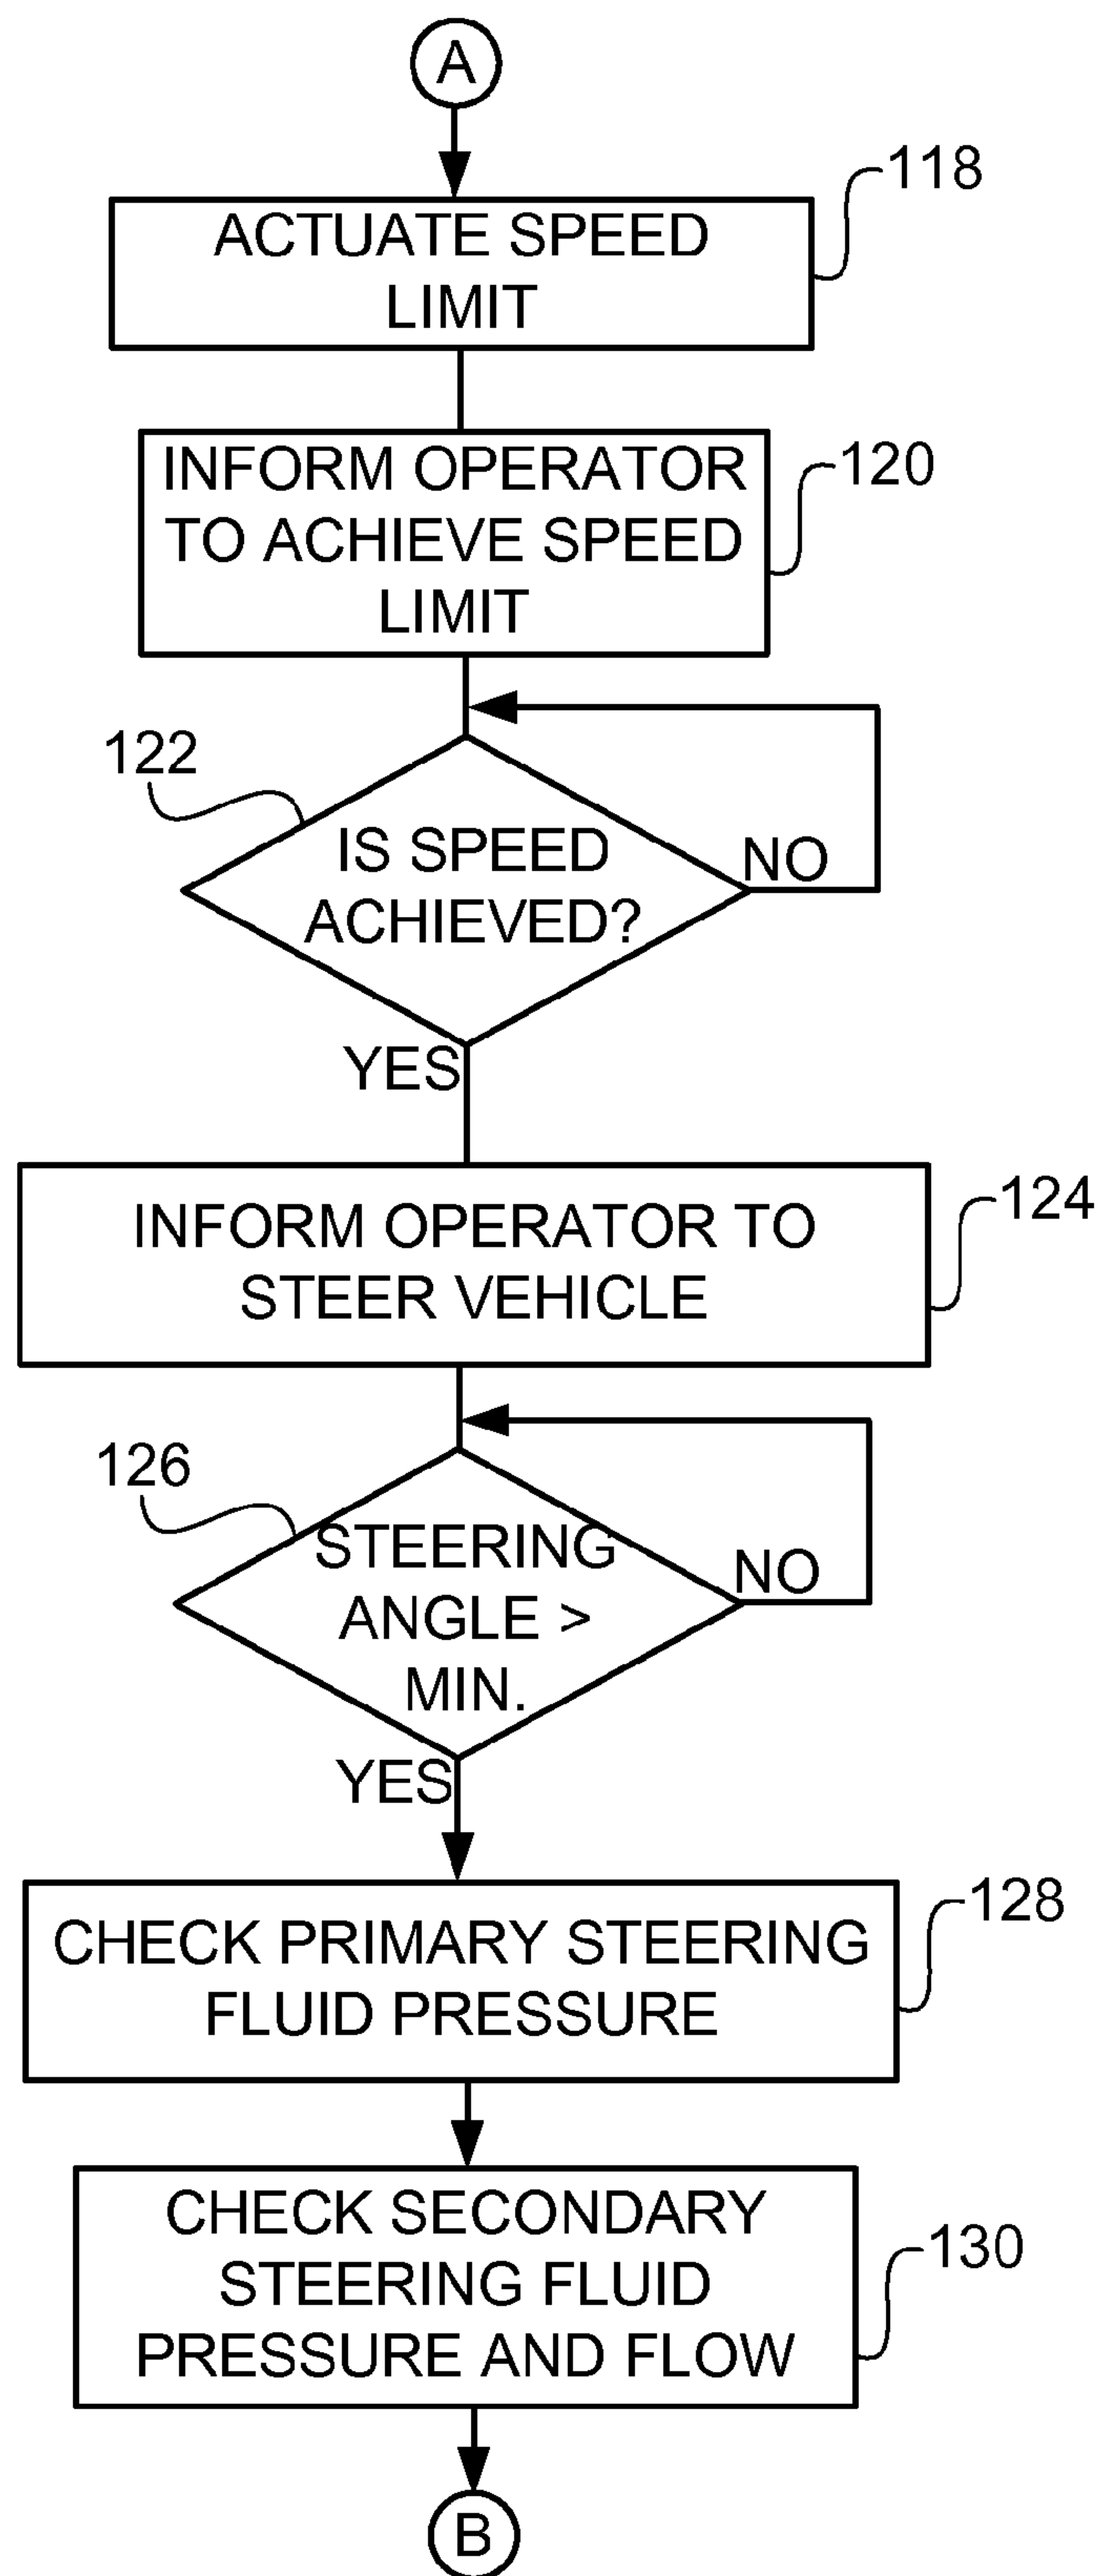 A
118
ACTUATE SPEED
LIMIT
120
INFORM OPERATOR
TO ACHIEVE SPEED
LIMIT
122
IS SPEED
ACHIEVED?
NO
YES
124
INFORM OPERATOR TO
STEER VEHICLE
126
STEERING
ANGLE >
MIN.
NO
YES
128
CHECK PRIMARY STEERING
FLUID PRESSURE
130
CHECK SECONDARY
STEERING FLUID
PRESSURE AND FLOW
B